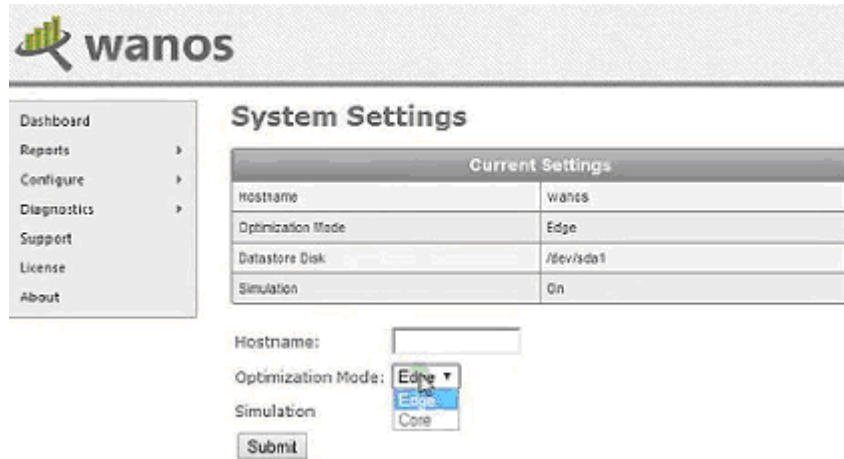 wanos
System Settings
Dashboard
Reports
Configure
Diagnostics
Support
License
About
Current Settings
Hostname wanos
Optimization Mode Edge
Datastore Disk /dev/sda1
Simulation On
Hostname:
Optimization Mode: Edge
Edge
Core
Simulation
Submit